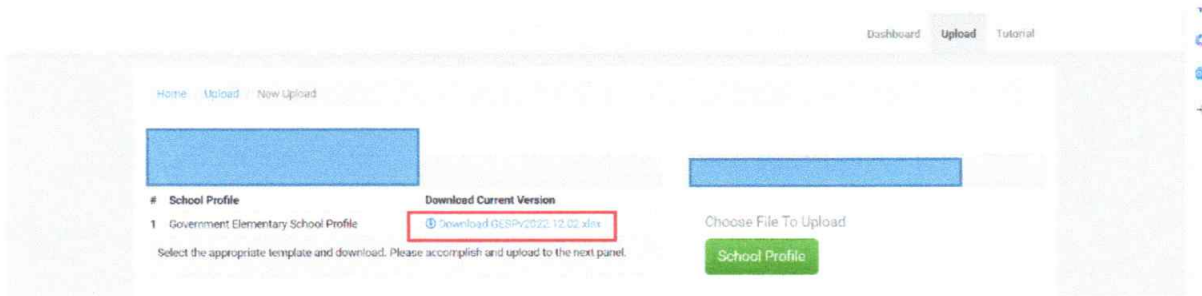 Dashboard Upload Tutorial
Home / Upload / New Upload
# School Profile Download Current Version
1 Government Elementary School Profile Download GESPv2022.12.02.xlsx
Select the appropriate template and download. Please accomplish and upload to the next panel.
Choose File To Upload
School Profile